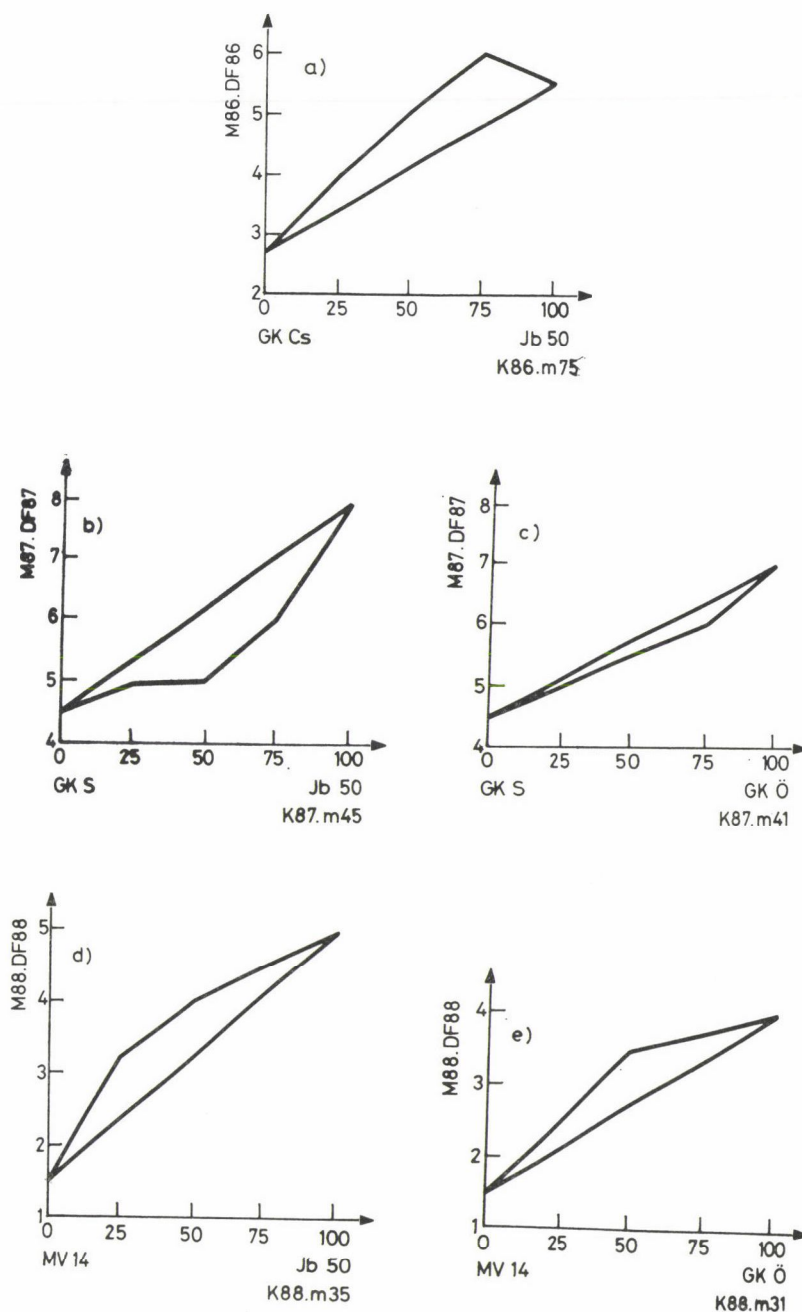 M86.DF86
a)
6
5
4
3
2
0 25 50 75 100
GK Cs Jb 50
K86.m75
M87.DF87
b)
8
7
6
5
4
0 25 50 75 100
GK S Jb 50
K87.m45
M87.DF87
c)
8
7
6
5
4
0 25 50 75 100
GK S GK Ö
K87.m41
M88.DF88
d)
5
4
3
2
1
0 25 50 75 100
MV 14 Jb 50
K88.m35
M88.DF88
e)
4
3
2
1
0 25 50 75 100
MV 14 GK Ö
K88.m31